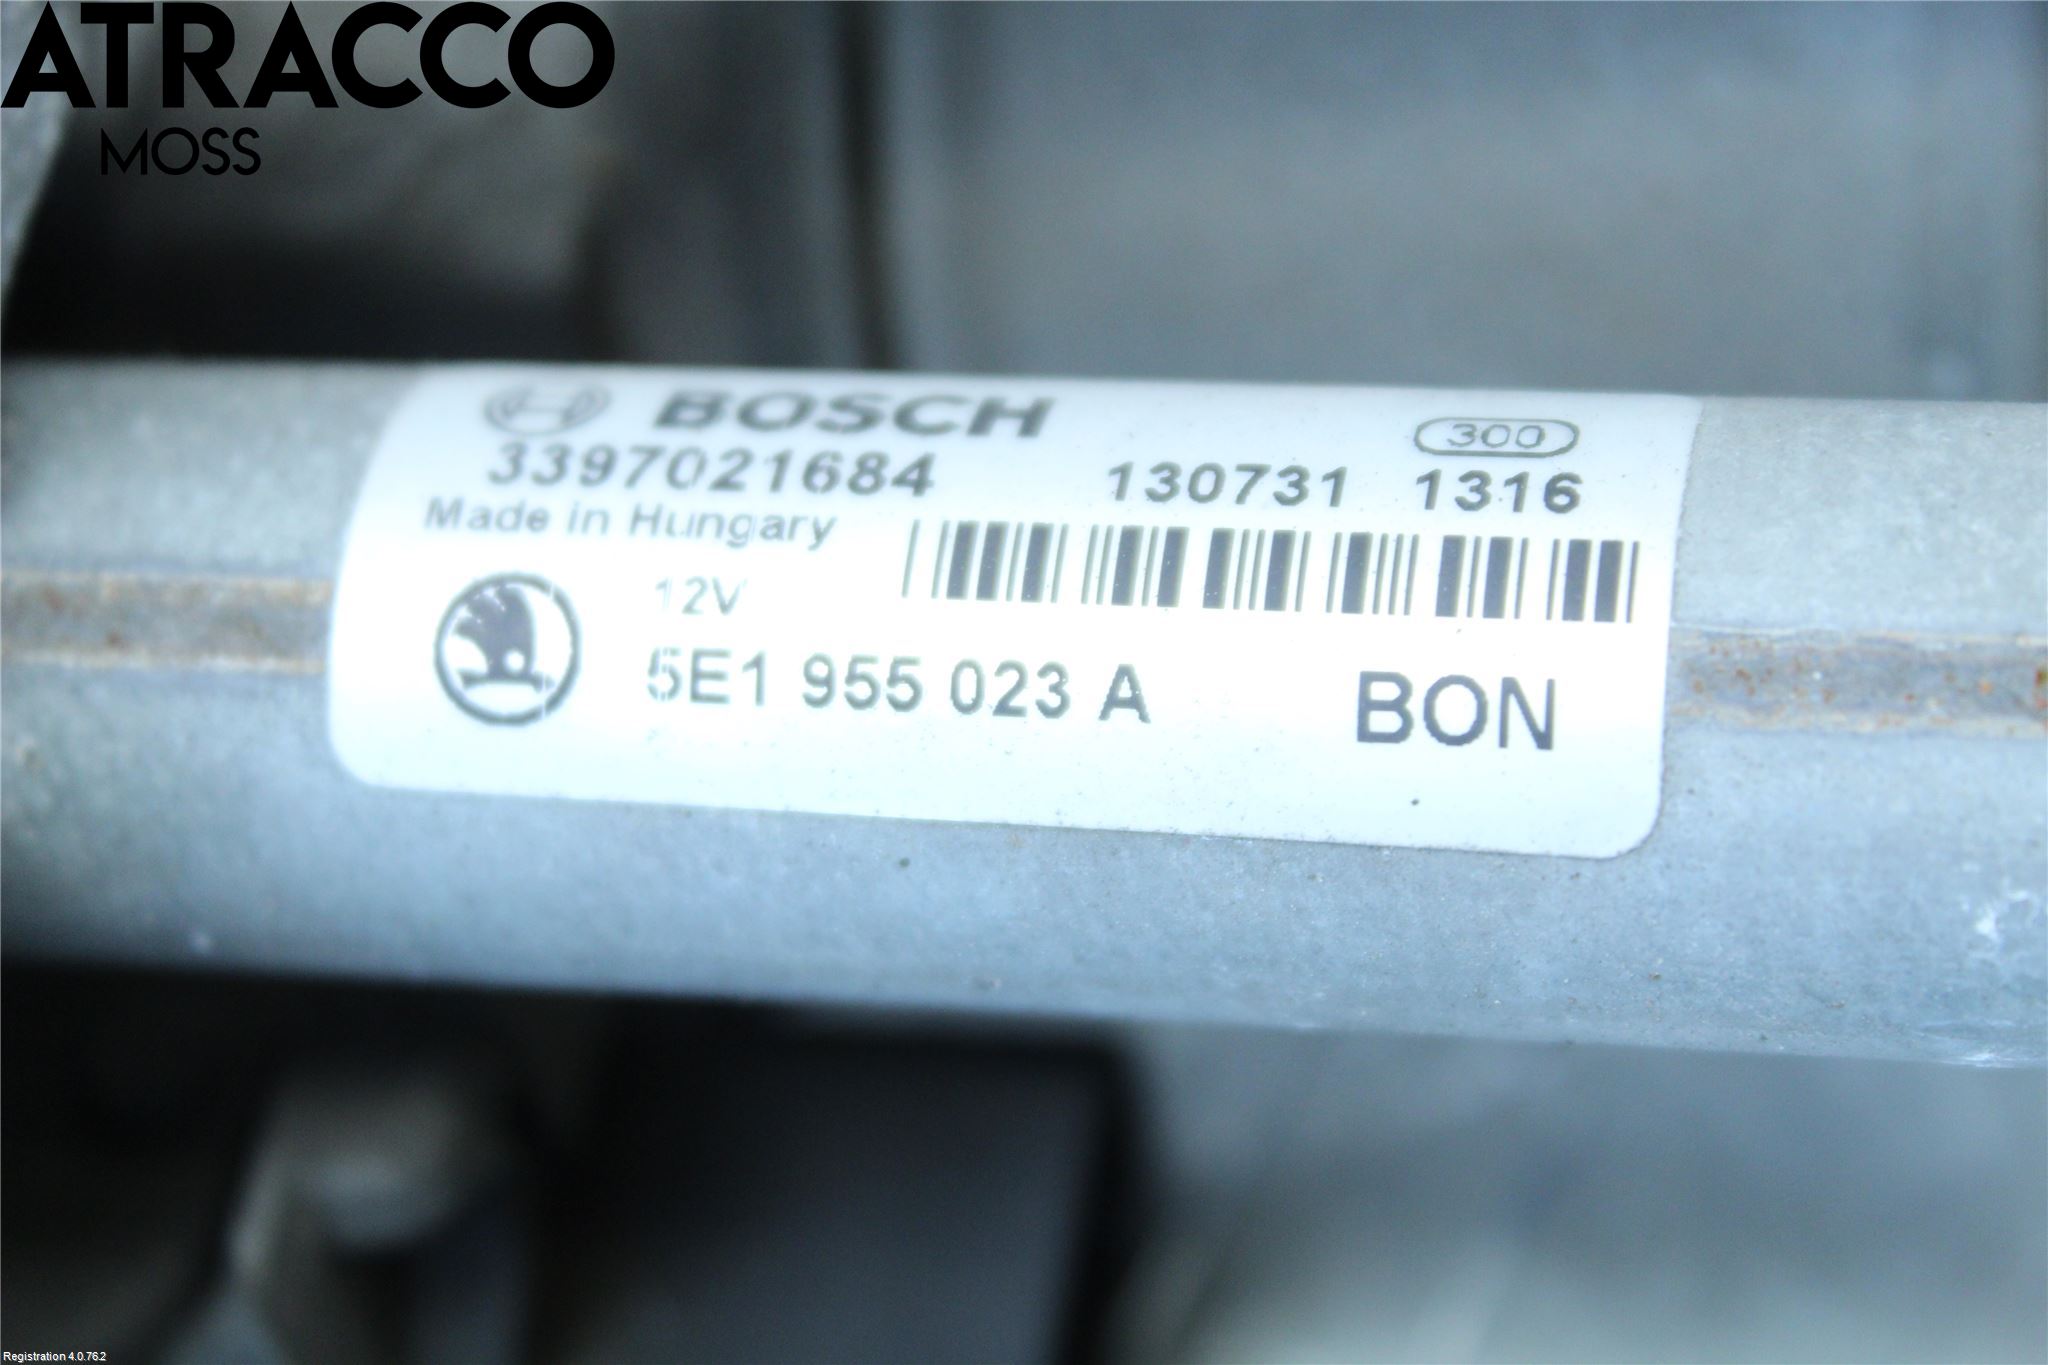 ATRACCO
MOSS
BOSCH
300
3397021684 130731 1316
Made in Hungary
12V
5E1 955 023 A BON
Registration 4.0.76.2